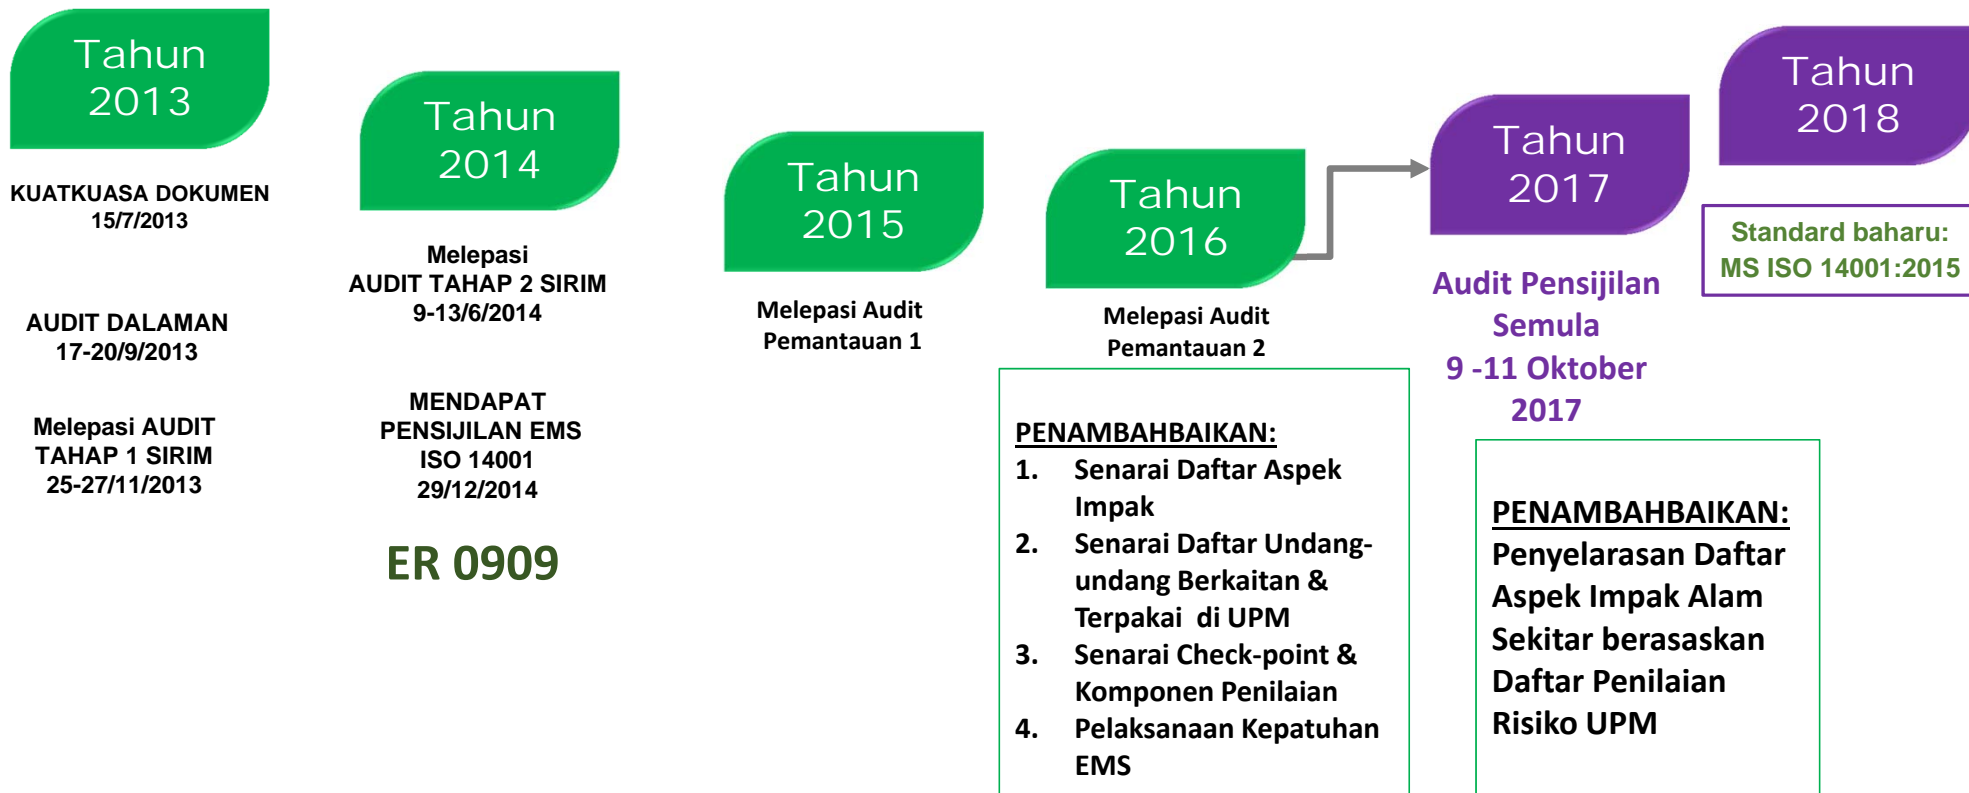 Tahun
2013
KUATKUASA DOKUMEN
15/7/2013
AUDIT DALAMAN
17-20/9/2013
Melepasi AUDIT
TAHAP 1 SIRIM
25-27/11/2013
Tahun
2014
Melepasi
AUDIT TAHAP 2 SIRIM
9-13/6/2014
MENDAPAT
PENSIJILAN EMS
ISO 14001
29/12/2014
ER 0909
Tahun
2015
Melepasi Audit
Pemantauan 1
Tahun
2016
Melepasi Audit
Pemantauan 2
PENAMBAHBAIKAN:
1. Senarai Daftar Aspek
Impak
2. Senarai Daftar Undang-
undang Berkaitan &
Terpakai di UPM
3. Senarai Check-point &
Komponen Penilaian
4. Pelaksanaan Kepatuhan
EMS
Tahun
2017
Audit Pensijilan
Semula
9 -11 Oktober
2017
PENAMBAHBAIKAN:
Penyelarasan Daftar
Aspek Impak Alam
Sekitar berasaskan
Daftar Penilaian
Risiko UPM
Tahun
2018
Standard baharu:
MS ISO 14001:2015